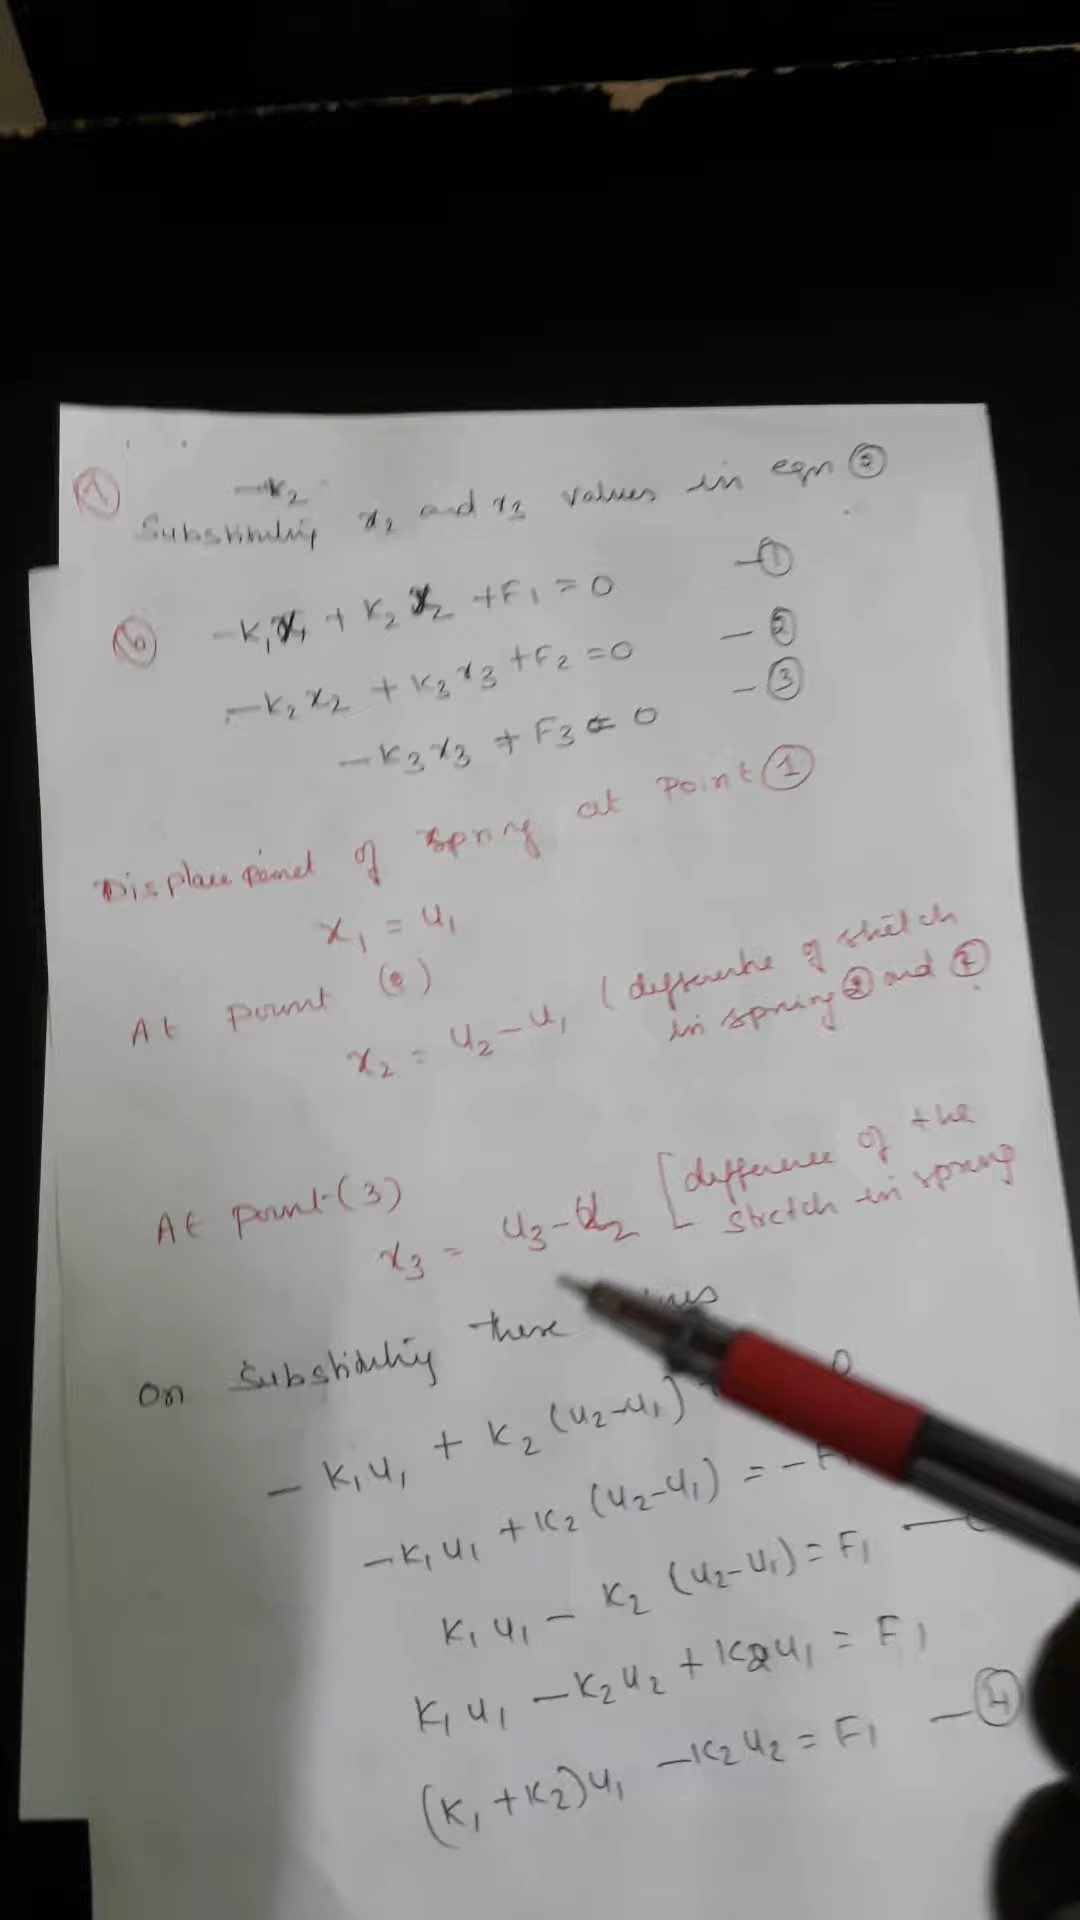 -K₂
Substituting x₂ and x₃ values in eqn ②
-K₁x₁ + K₂x₂ + F₁ = 0 -①
-K₂x₂ + K₃x₃ + F₂ = 0 -②
-K₃x₃ + F₃ = 0 -③
of spring at Point ①
x₁ = u₁
At point (2)
x₂ = u₂ - u₁ (difference of stretch
in spring ② and ①
At point (3)
x₃ = u₃ - u₂ [difference of the
stretch in spring
On Substituting these
-K₁u₁ + K₂(u₂-u₁) 0
-K₁u₁ + K₂(u₂-u₁) = -F₁
K₁u₁ - K₂(u₂-u₁) = F₁ -
K₁u₁ - K₂u₂ + K₂u₁ = F₁
(K₁+K₂)u₁ - K₂u₂ = F₁ -④